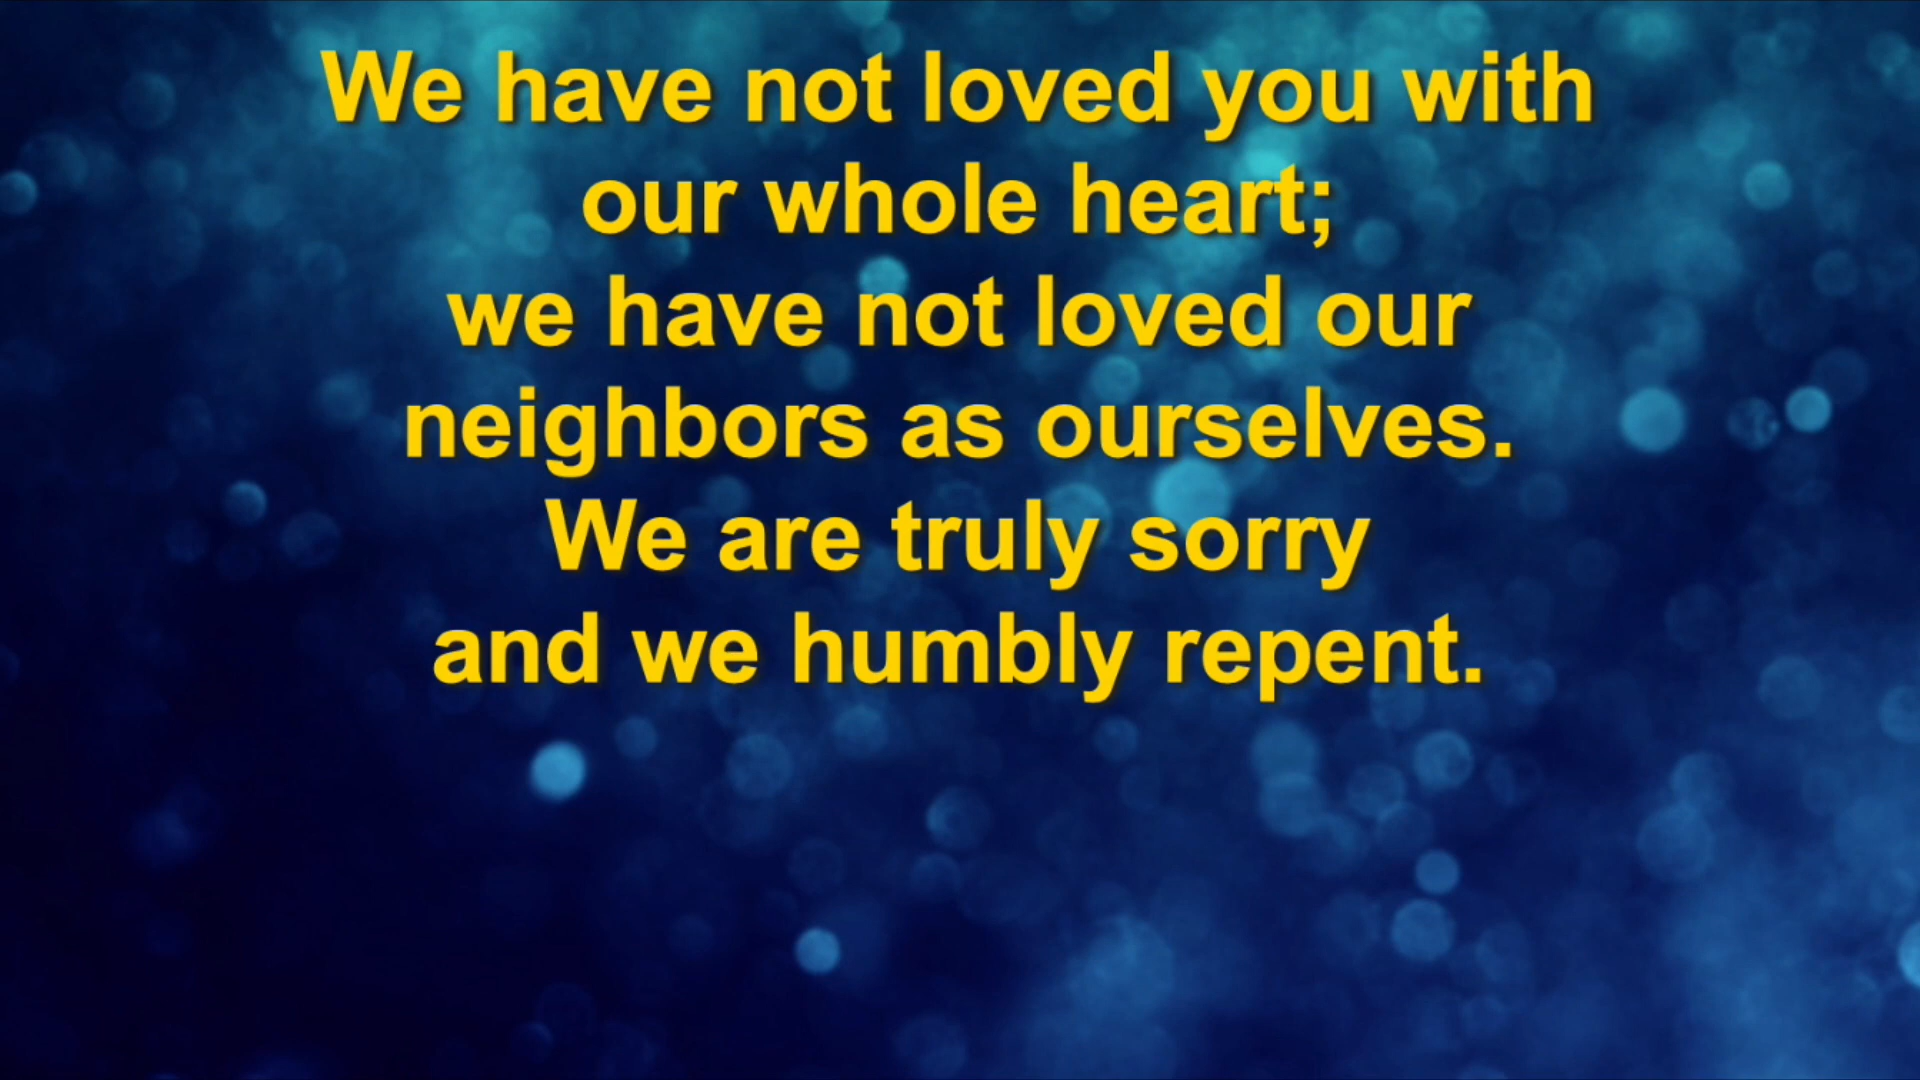 We have not loved you with
our whole heart;
we have not loved our
neighbors as ourselves.
We are truly sorry
and we humbly repent.